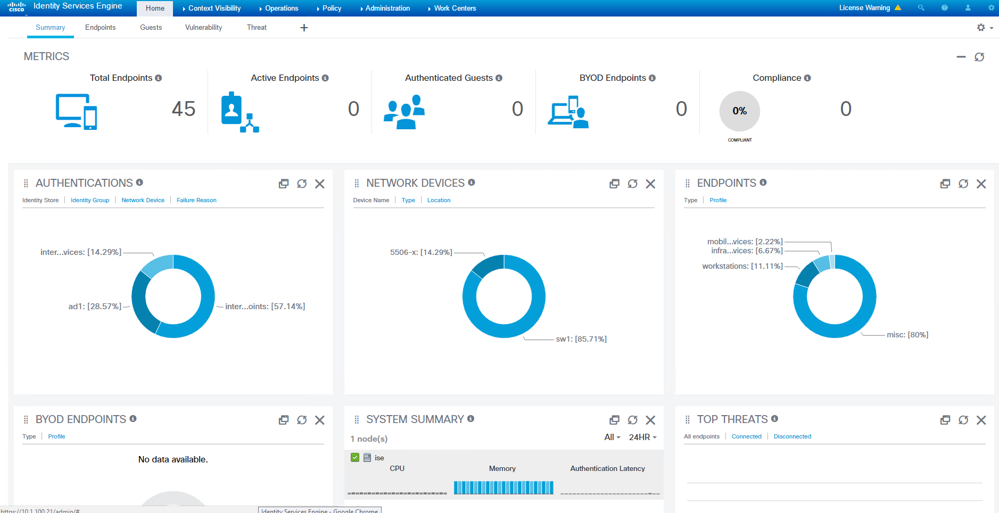 cisco Identity Services Engine Home Context Visibility Operations Policy Administration Work Centers License Warning
Summary Endpoints Guests Vulnerability Threat +
METRICS
Total Endpoints Active Endpoints Authenticated Guests BYOD Endpoints Compliance
45 0 0 0 0% 0
COMPLIANT
AUTHENTICATIONS
Identity Store Identity Group Network Device Failure Reason
inter...vices: [14.29%]
ad1: [28.57%]
inter...oints: [57.14%]
NETWORK DEVICES
Device Name Type Location
5506-x: [14.29%]
sw1: [85.71%]
ENDPOINTS
Type Profile
mobil...vices: [2.22%]
infra...vices: [6.67%]
workstations: [11.11%]
misc: [80%]
BYOD ENDPOINTS
Type Profile
No data available.
SYSTEM SUMMARY
1 node(s) All 24HR
ise
CPU Memory Authentication Latency
TOP THREATS
All endpoints Connected Disconnected
https://10.1.100.21/admin/# Identity Services Engine - Google Chrome